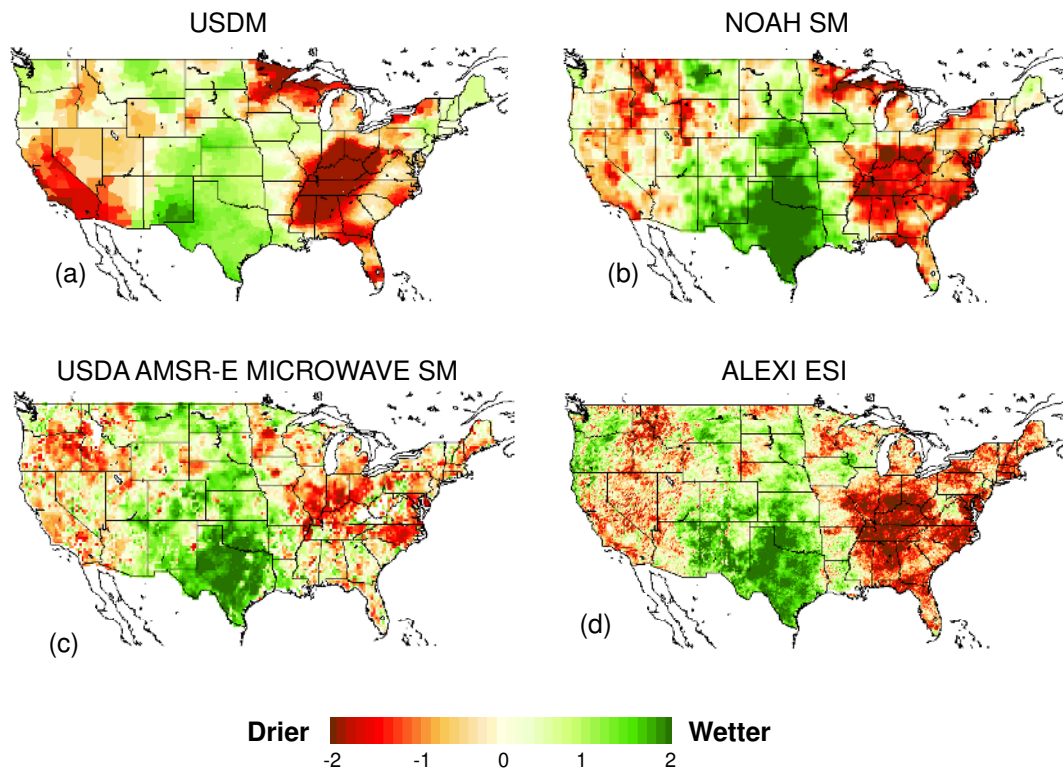 USDM
NOAH SM
(a)
(b)
USDA AMSR-E MICROWAVE SM
ALEXI ESI
(c)
(d)
Drier
Wetter
-2
-1
0
1
2